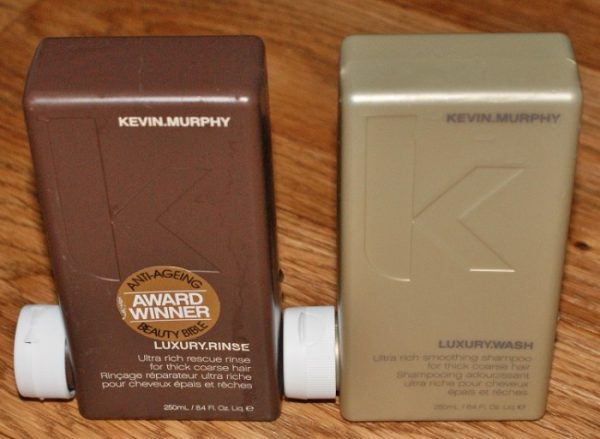 KEVIN.MURPHY
ANTI-AGEING
AWARD
WINNER
BEAUTY BIBLE
LUXURY.RINSE
Ultra rich rescue rinse
for thick coarse hair
Rinçage réparateur ultra riche
pour cheveux épais et rêches
250mL / 8.4 Fl. Oz. Liq. e
KEVIN.MURPHY
LUXURY.WASH
Ultra rich smoothing shampoo
for thick coarse hair
Shampooing adoucissant
ultra riche pour cheveux
épais et rêches
250mL / 8.4 Fl. Oz. Liq. e